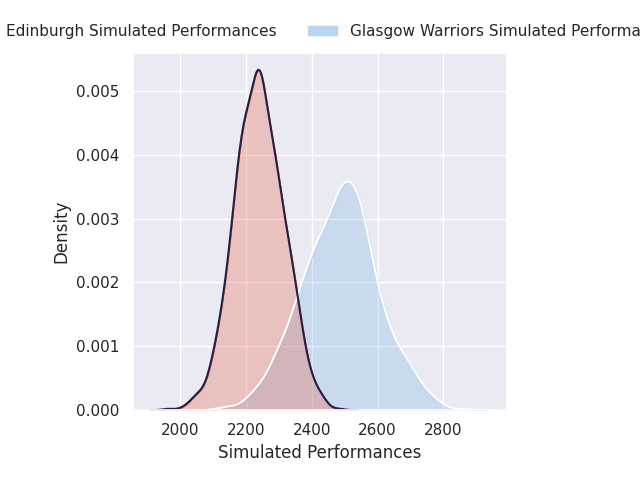 Edinburgh Simulated Performances
Glasgow Warriors Simulated Performa
0.005
0.004
0.003
0.002
0.001
0.000
Density
2000 2200 2400 2600 2800
Simulated Performances